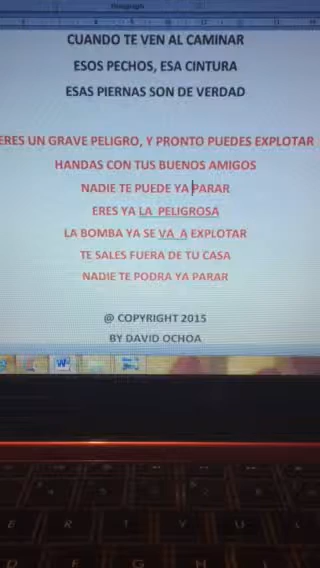 CUANDO TE VEN AL CAMINAR
ESOS PECHOS, ESA CINTURA
ESAS PIERNAS SON DE VERDAD
ERES UN GRAVE PELIGRO, Y PRONTO PUEDES EXPLOTAR
HANDAS CON TUS BUENOS AMIGOS
NADIE TE PUEDE YA PARAR
ERES YA LA PELIGROSA
LA BOMBA YA SE VA A EXPLOTAR
TE SALES FUERA DE TU CASA
NADIE TE PODRA YA PARAR
@ COPYRIGHT 2015
BY DAVID OCHOA
E R T Y U